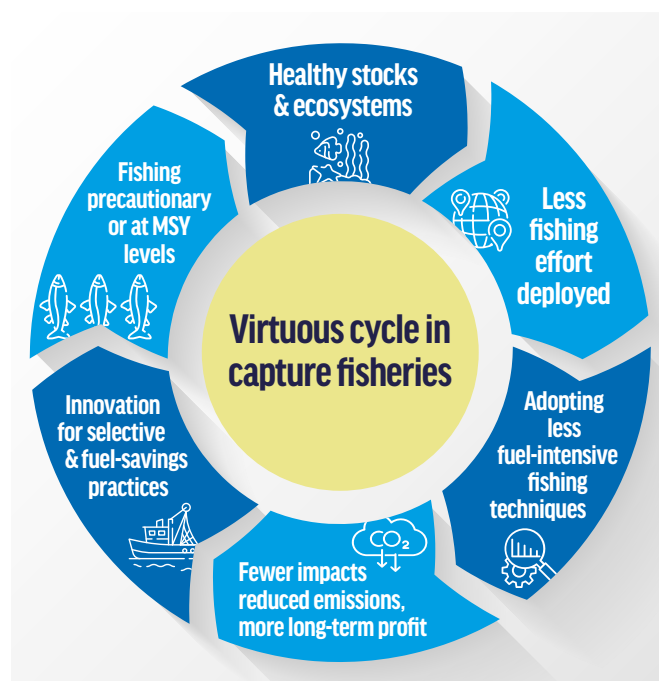 Healthy stocks
& ecosystems
Less
fishing
effort
deployed
Adopting
less
fuel-intensive
fishing
techniques
CO2
Fewer impacts
reduced emissions,
more long-term profit
Innovation
for selective
& fuel-savings
practices
Fishing
precautionary
or at MSY
levels
Virtuous cycle in
capture fisheries